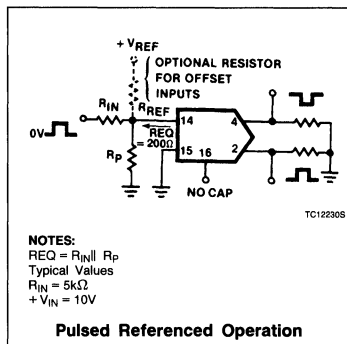 + VREF
OPTIONAL RESISTOR
FOR OFFSET
INPUTS
RREF
RIN
0V
REQ
= 200Ω
RP
14
4
15
16
2
NO CAP
TC12230S
NOTES:
REQ = RIN|| RP
Typical Values
RIN = 5kΩ
+ VIN = 10V
Pulsed Referenced Operation